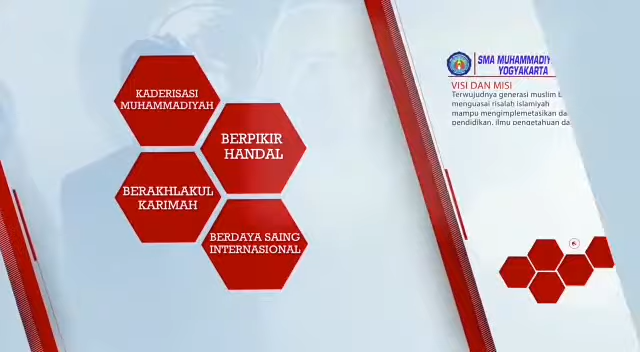 KADERISASI
MUHAMMADIYAH
BERPIKIR
HANDAL
BERAKHLAKUL
KARIMAH
BERDAYA SAING
INTERNASIONAL
SMA MUHAMMADIY
YOGYAKARTA
VISI DAN MISI
Terwujudnya generasi muslim
menguasai risalah islamiyah
mampu mengimplemetasikan da
pendidikan, ilmu pengetahuan da